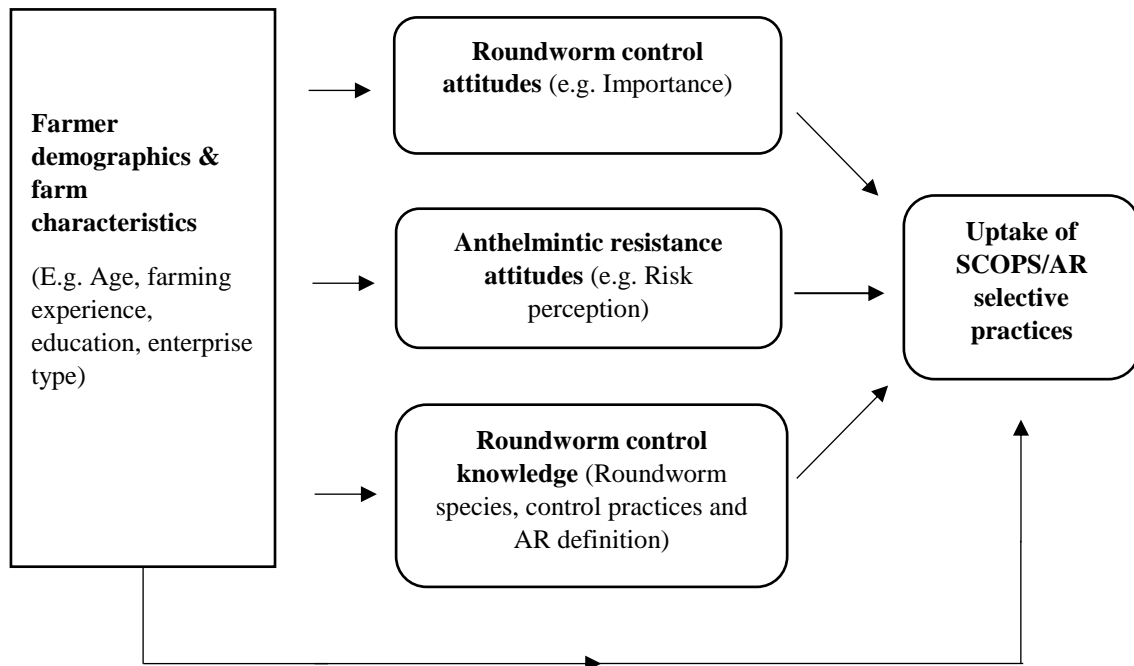 Farmer
demographics &
farm
characteristics
(E.g. Age, farming
experience,
education, enterprise
type)
Roundworm control
attitudes (e.g. Importance)
Anthelmintic resistance
attitudes (e.g. Risk
perception)
Roundworm control
knowledge (Roundworm
species, control practices and
AR definition)
Uptake of
SCOPS/AR
selective
practices